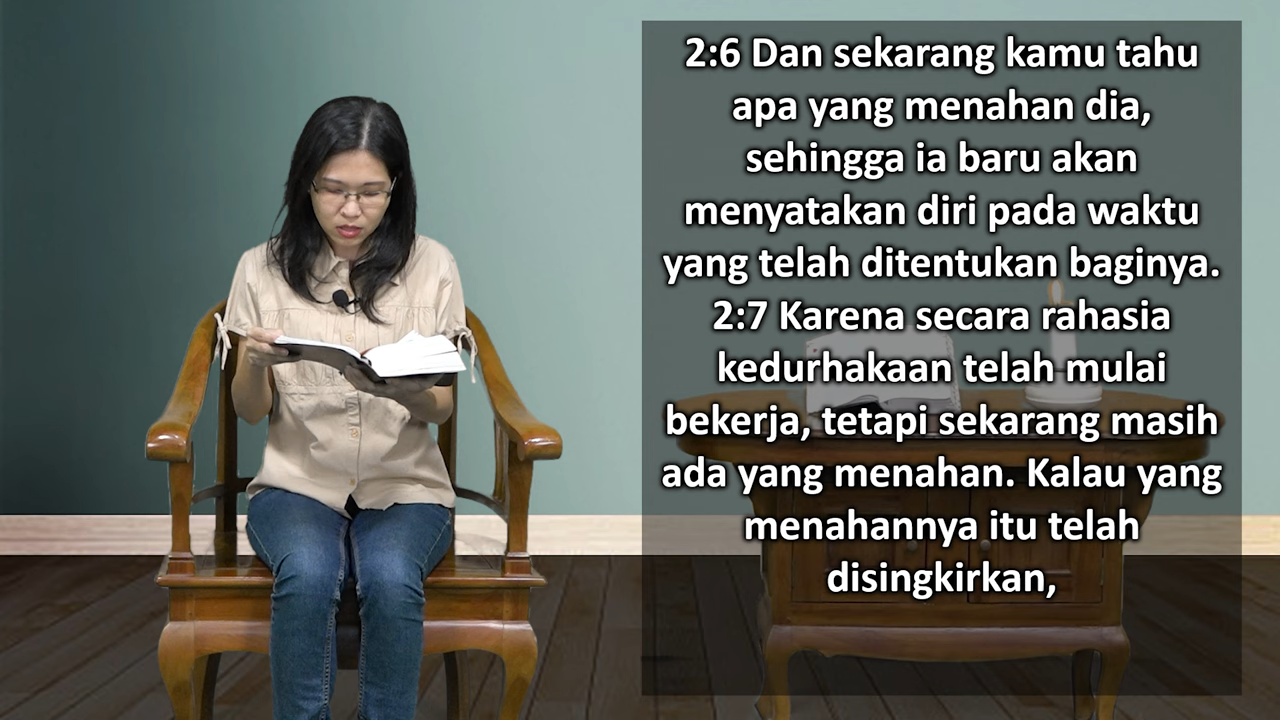 2:6 Dan sekarang kamu tahu
apa yang menahan dia,
sehingga ia baru akan
menyatakan diri pada waktu
yang telah ditentukan baginya.
2:7 Karena secara rahasia
kedurhakaan telah mulai
bekerja, tetapi sekarang masih
ada yang menahan. Kalau yang
menahannya itu telah
disingkirkan,